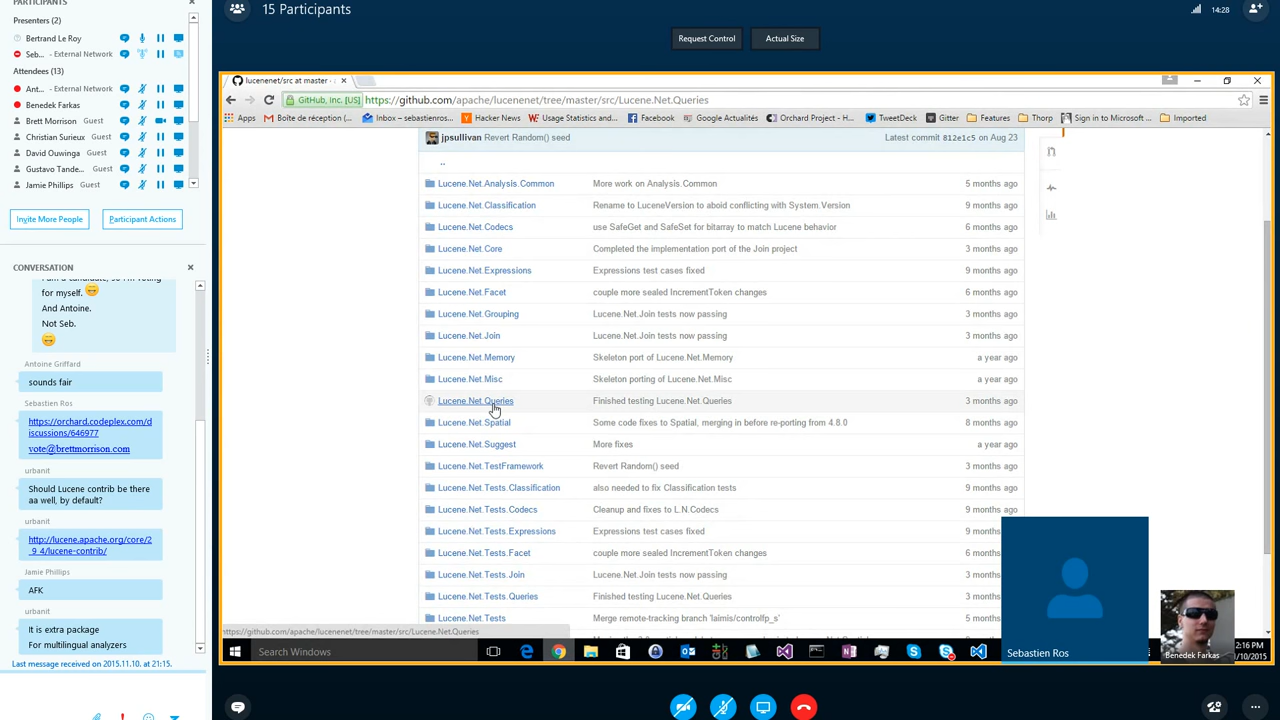 PARTICIPANTS
Presenters (2)
Bertrand Le Roy
Seb... - External Network
Attendees (13)
Ant... - External Network
Benedek Farkas
Brett Morrison Guest
Christian Surieux Guest
David Ouwinga Guest
Gustavo Tande... Guest
Jamie Phillips Guest
Invite More People
Participant Actions
CONVERSATION
for myself.
And Antoine.
Not Seb.
Antoine Griffard
sounds fair
Sebastien Ros
https://orchard.codeplex.com/d
iscussions/646977
vote@brettmorrison.com
urbanit
Should Lucene contrib be there
aa well, by default?
urbanit
http://lucene.apache.org/core/2
_9_4/lucene-contrib/
Jamie Phillips
AFK
urbanit
It is extra package
For multilingual analyzers
Last message received on 2015.11.10. at 21:15.
15 Participants
14:28
Request Control
Actual Size
lucenenet/src at master ·
GitHub, Inc. [US]
https://github.com/apache/lucenenet/tree/master/src/Lucene.Net.Queries
Apps
Boîte de réception (...
Inbox – sebastienros...
Hacker News
Usage Statistics and...
Facebook
Google Actualités
Orchard Project - H...
TweetDeck
Gitter
Features
Thorp
Sign in to Microsoft ...
Imported
jpsullivan Revert Random() seed
Latest commit 812e1c5 on Aug 23
..
Lucene.Net.Analysis.Common More work on Analysis.Common 5 months ago
Lucene.Net.Classification Rename to LuceneVersion to aboid conflicting with System.Version 9 months ago
Lucene.Net.Codecs use SafeGet and SafeSet for bitarray to match Lucene behavior 6 months ago
Lucene.Net.Core Completed the implementation port of the Join project 3 months ago
Lucene.Net.Expressions Expressions test cases fixed 9 months ago
Lucene.Net.Facet couple more sealed IncrementToken changes 6 months ago
Lucene.Net.Grouping Lucene.Net.Join tests now passing 3 months ago
Lucene.Net.Join Lucene.Net.Join tests now passing 3 months ago
Lucene.Net.Memory Skeleton port of Lucene.Net.Memory a year ago
Lucene.Net.Misc Skeleton porting of Lucene.Net.Misc a year ago
Lucene.Net.Queries Finished testing Lucene.Net.Queries 3 months ago
Lucene.Net.Spatial Some code fixes to Spatial, merging in before re-porting from 4.8.0 8 months ago
Lucene.Net.Suggest More fixes a year ago
Lucene.Net.TestFramework Revert Random() seed 3 months ago
Lucene.Net.Tests.Classification also needed to fix Classification tests 9 months ago
Lucene.Net.Tests.Codecs Cleanup and fixes to L.N.Codecs 9 months ago
Lucene.Net.Tests.Expressions Expressions test cases fixed 9 months ago
Lucene.Net.Tests.Facet couple more sealed IncrementToken changes 6 mo
Lucene.Net.Tests.Join Lucene.Net.Join tests now passing 3 mo
Lucene.Net.Tests.Queries Finished testing Lucene.Net.Queries 3 mo
Lucene.Net.Tests Merge remote-tracking branch 'laimis/controlfp_s' 4 mo
https://github.com/apache/lucenenet/tree/master/src/Lucene.Net.Queries
Search Windows
2:16 PM
/10/2015
Sebastien Ros
Benedek Farkas